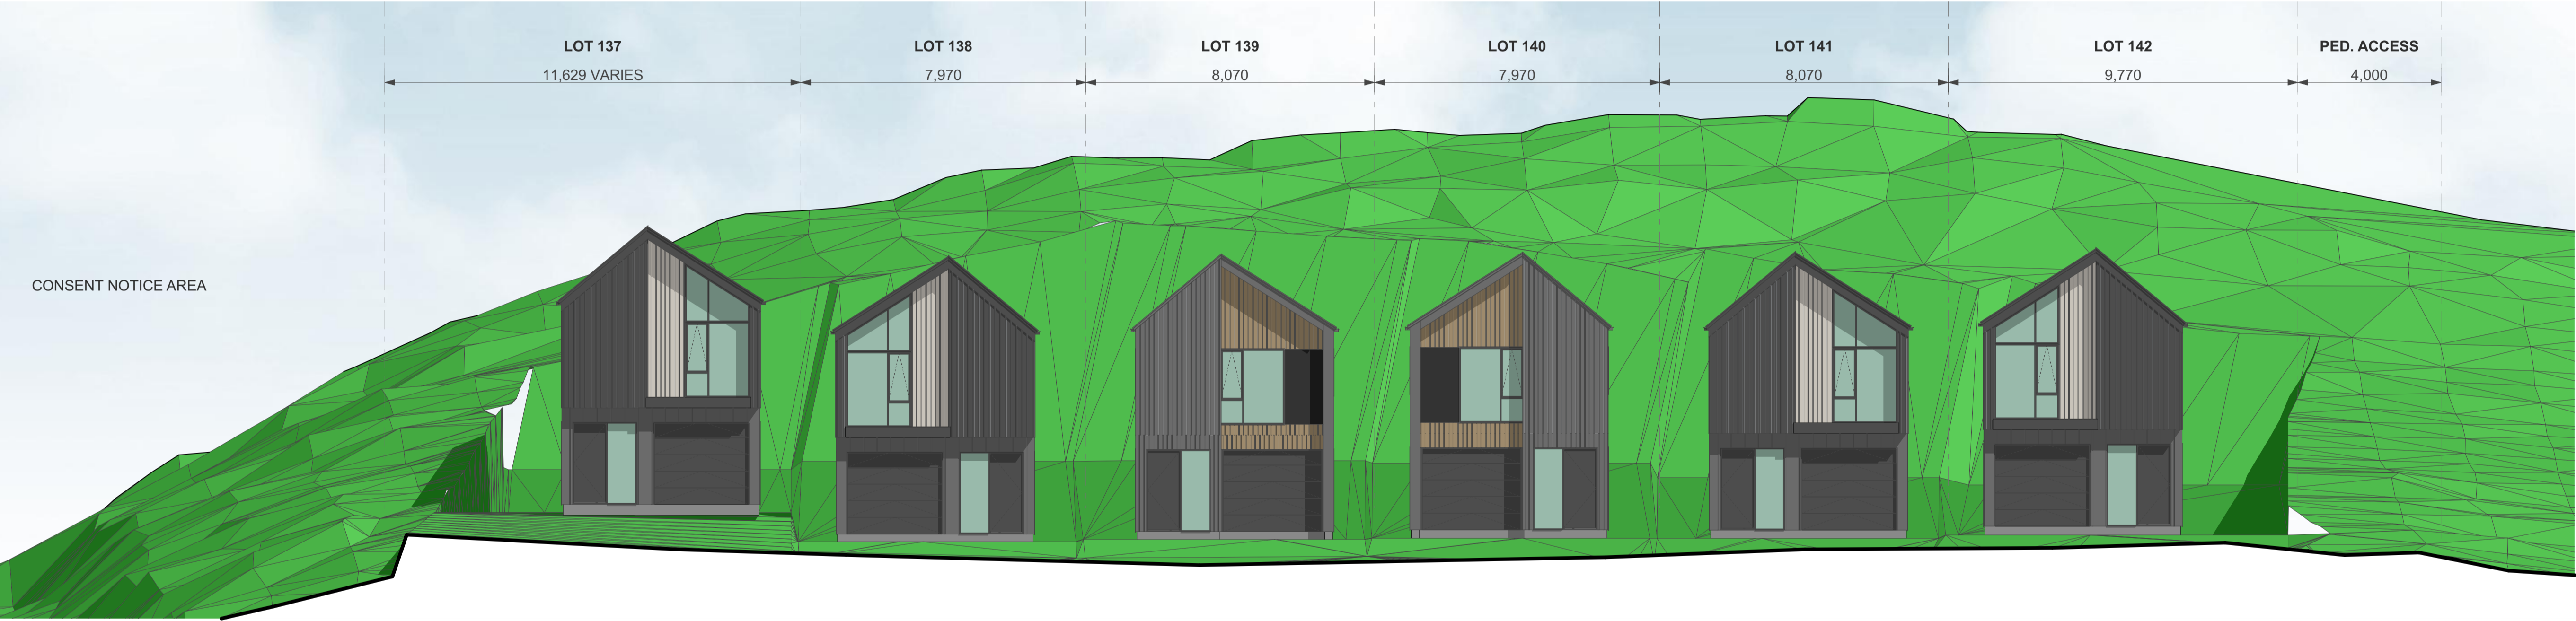 LOT 137
LOT 138
LOT 139
LOT 140
LOT 141
LOT 142
PED. ACCESS
11,629 VARIES
7,970
8,070
7,970
8,070
9,770
4,000
CONSENT NOTICE AREA